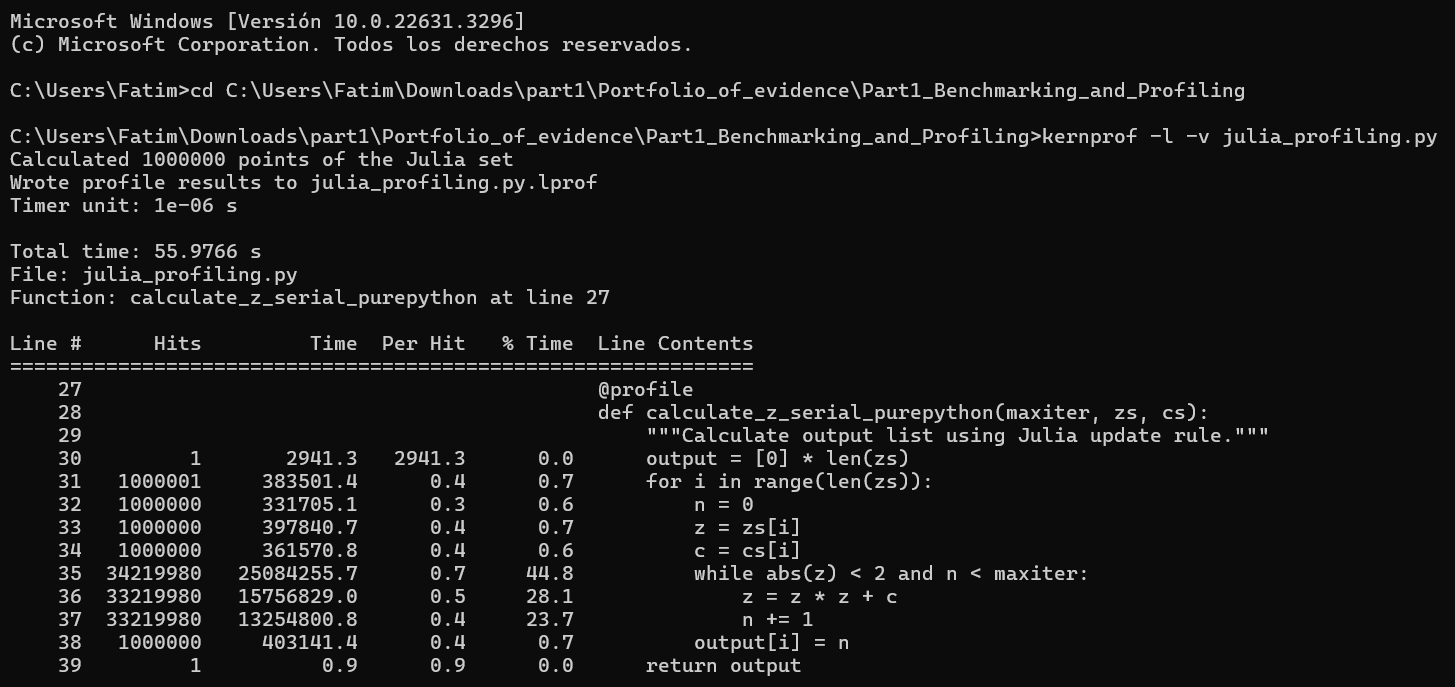 Microsoft Windows [Versión 10.0.22631.3296]
(c) Microsoft Corporation. Todos los derechos reservados.

C:\Users\Fatim>cd C:\Users\Fatim\Downloads\part1\Portfolio_of_evidence\Part1_Benchmarking_and_Profiling

C:\Users\Fatim\Downloads\part1\Portfolio_of_evidence\Part1_Benchmarking_and_Profiling>kernprof -l -v julia_profiling.py
Calculated 1000000 points of the Julia set
Wrote profile results to julia_profiling.py.lprof
Timer unit: 1e-06 s

Total time: 55.9766 s
File: julia_profiling.py
Function: calculate_z_serial_purepython at line 27

Line #      Hits         Time  Per Hit   % Time  Line Contents
==============================================================
    27                                           @profile
    28                                           def calculate_z_serial_purepython(maxiter, zs, cs):
    29                                               """Calculate output list using Julia update rule."""
    30         1       2941.3   2941.3      0.0      output = [0] * len(zs)
    31   1000001     383501.4      0.4      0.7      for i in range(len(zs)):
    32   1000000     331705.1      0.3      0.6          n = 0
    33   1000000     397840.7      0.4      0.7          z = zs[i]
    34   1000000     361570.8      0.4      0.6          c = cs[i]
    35  34219980   25084255.7      0.7     44.8          while abs(z) < 2 and n < maxiter:
    36  33219980   15756829.0      0.5     28.1              z = z * z + c
    37  33219980   13254800.8      0.4     23.7              n += 1
    38   1000000     403141.4      0.4      0.7          output[i] = n
    39         1          0.9      0.9      0.0      return output